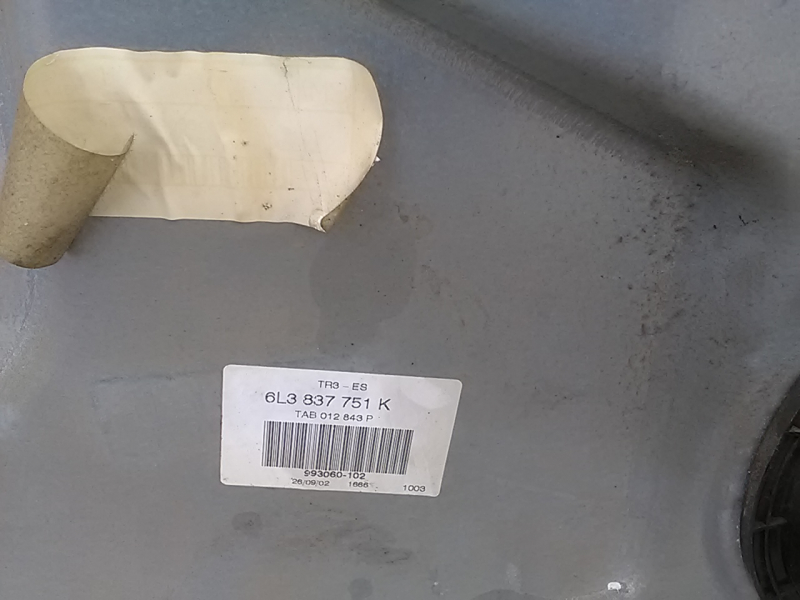 TR3 - ES
6L3 837 751 K
TAB 012 843 P
993060-102
26/09/02 1666 1003